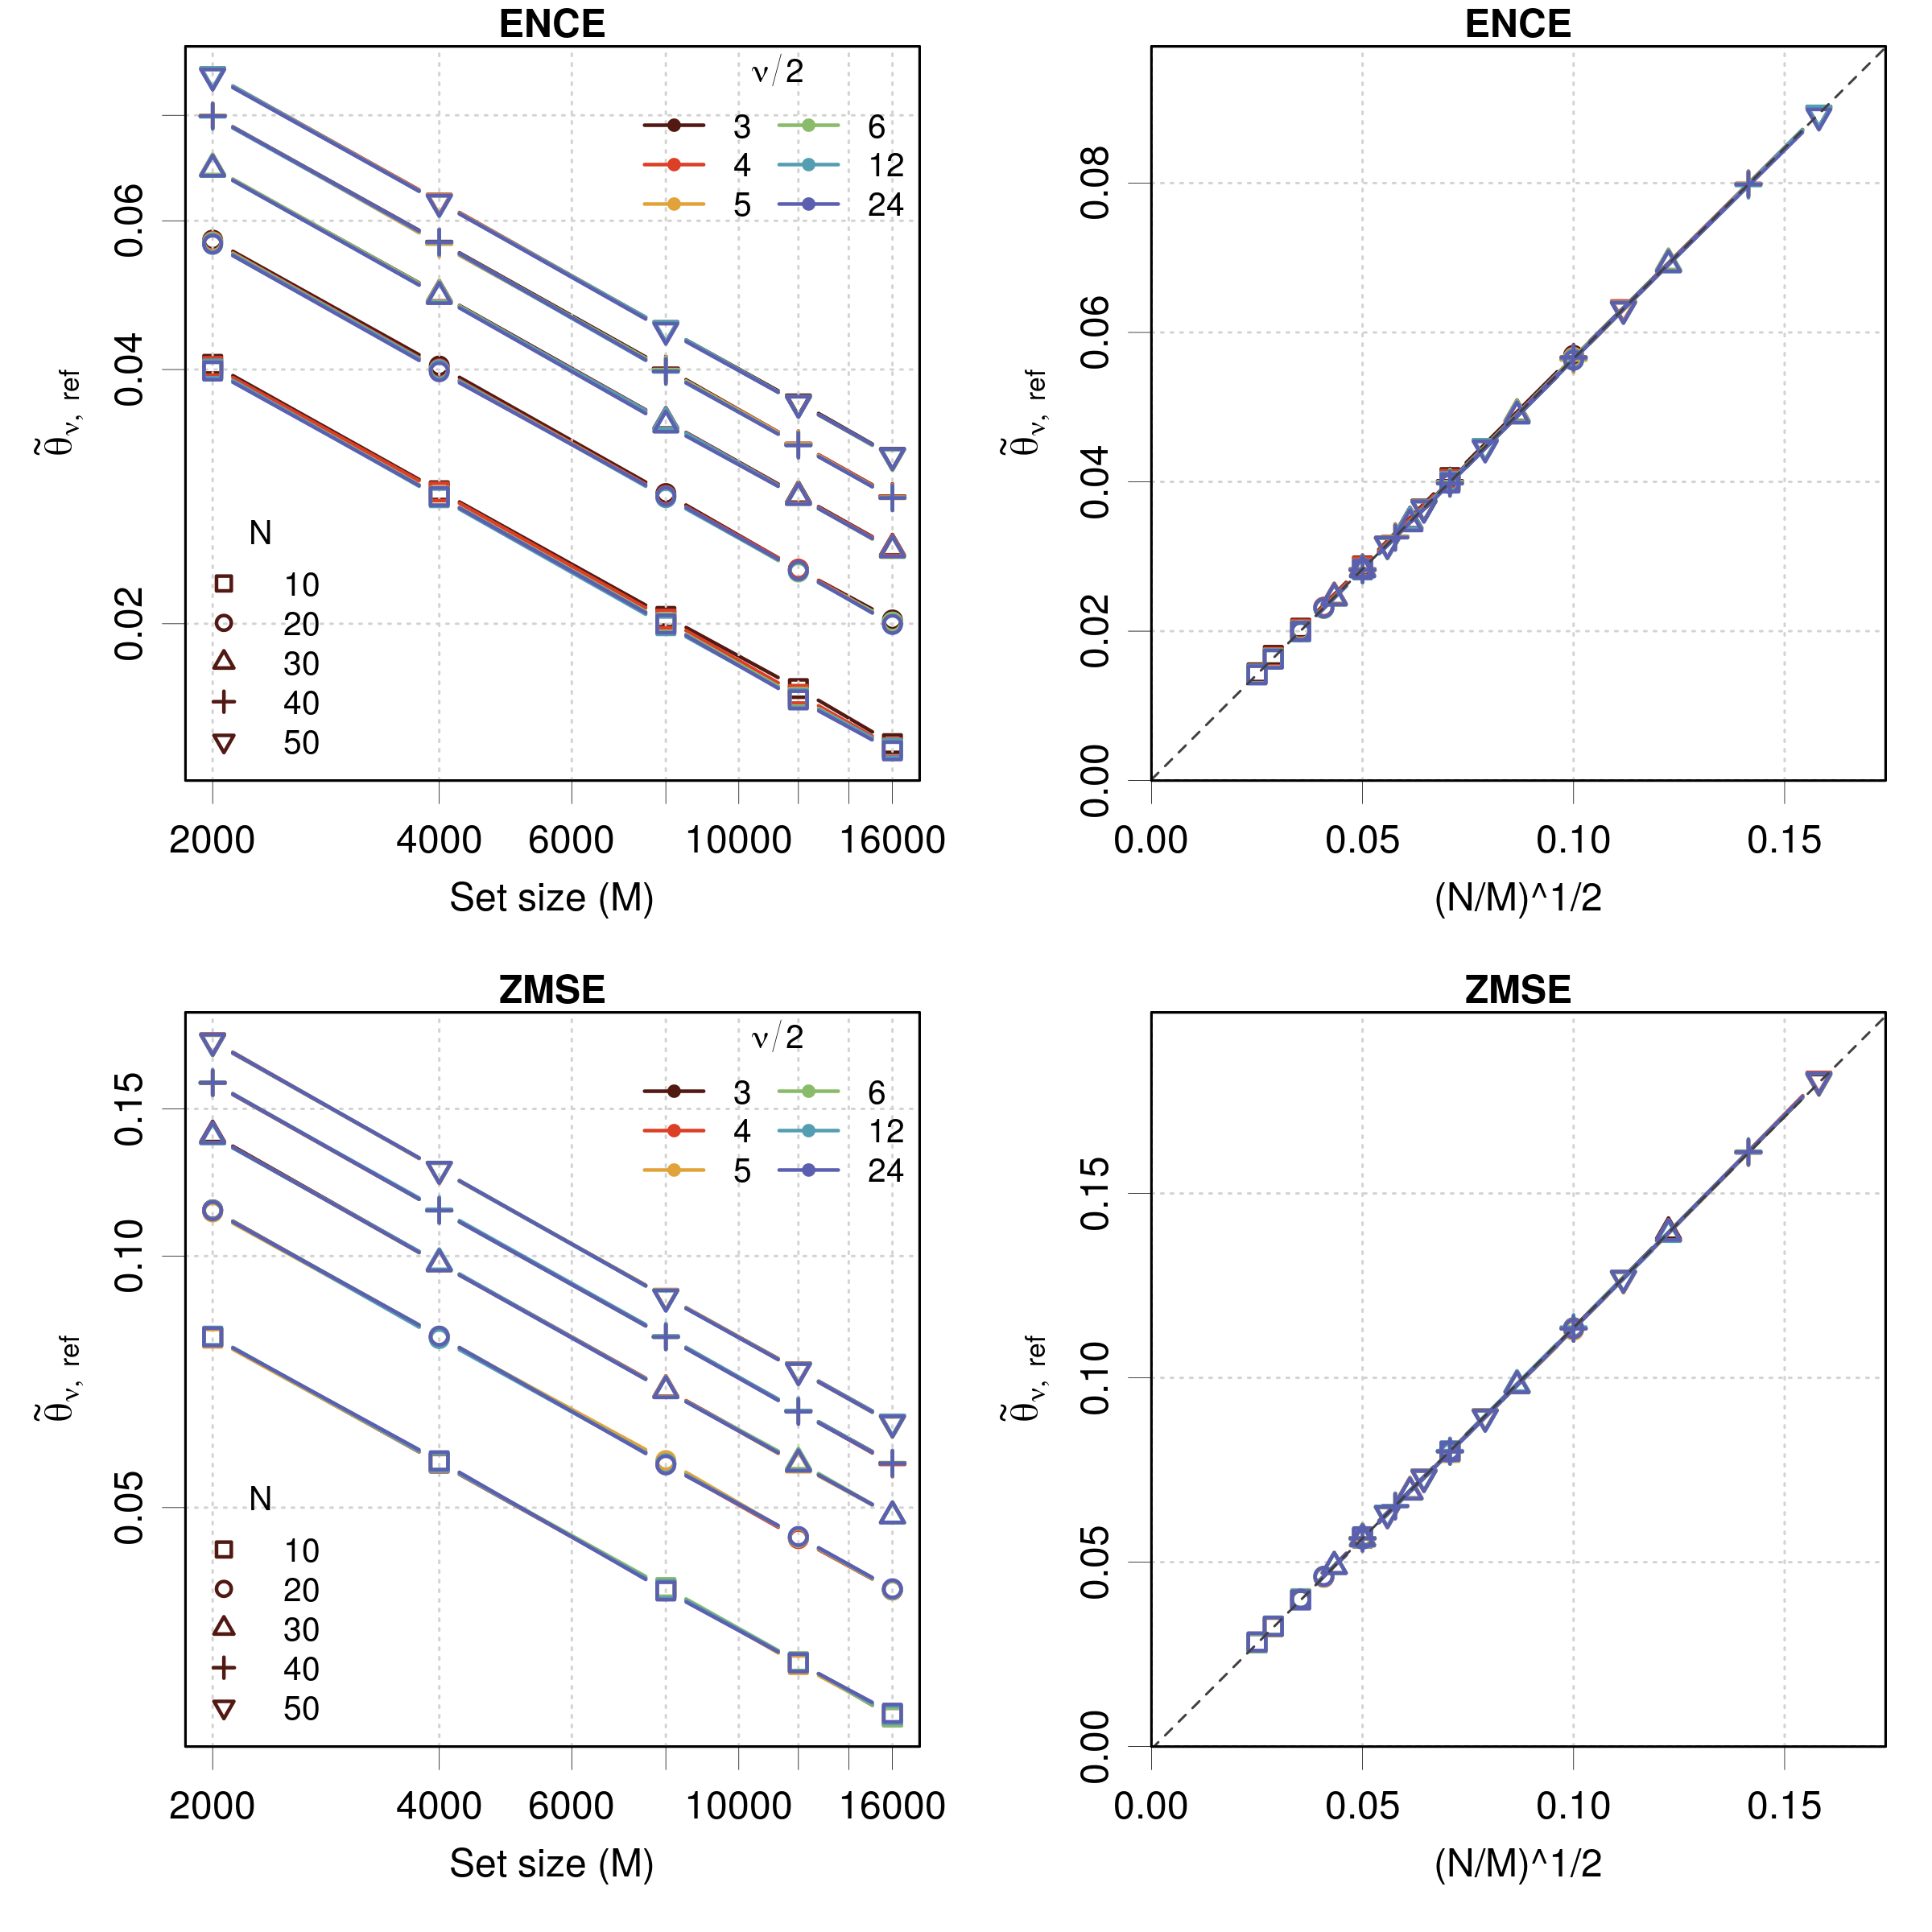 ENCE
ν/2
3 6
4 12
5 24
N
10
20
30
40
50
0.02 0.04 0.06
θ̃ν, ref
2000 4000 6000 10000 16000
Set size (M)
ENCE
0.00 0.02 0.04 0.06 0.08
θ̃ν, ref
0.00 0.05 0.10 0.15
(N/M)^1/2
ZMSE
ν/2
3 6
4 12
5 24
N
10
20
30
40
50
0.05 0.10 0.15
θ̃ν, ref
2000 4000 6000 10000 16000
Set size (M)
ZMSE
0.00 0.05 0.10 0.15
θ̃ν, ref
0.00 0.05 0.10 0.15
(N/M)^1/2